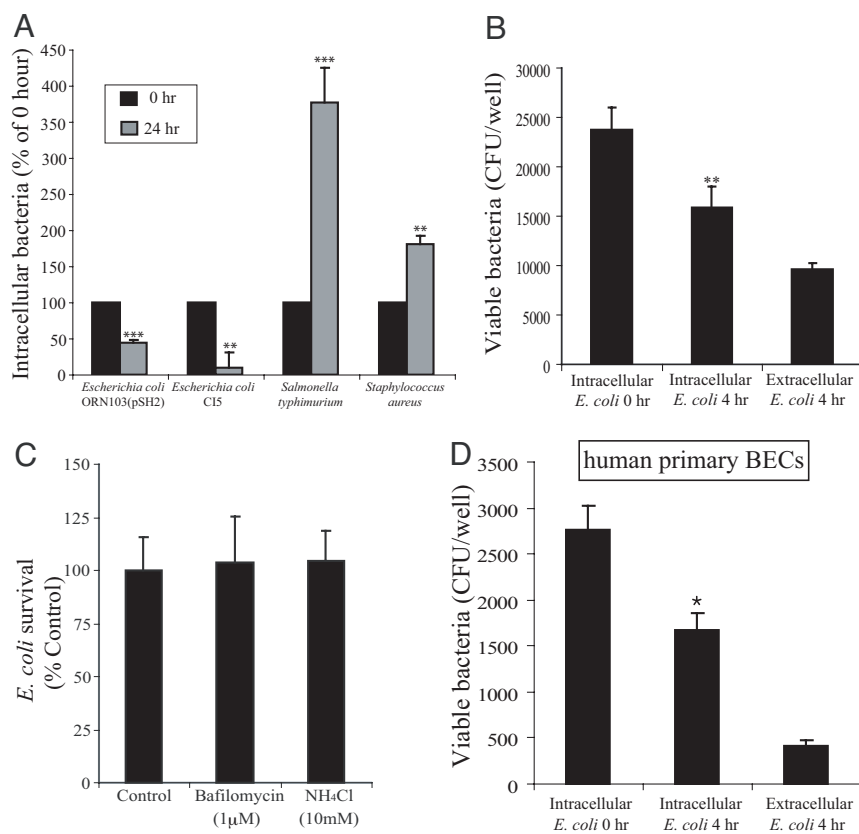 A
Intracellular bacteria (% of 0 hour)
450
400
350
300
250
200
150
100
50
0
0 hr
24 hr
***
**
***
**
Escherichia coli
ORN103(pSH2)
Escherichia coli
CI5
Salmonella
typhimurium
Staphylococcus
aureus
B
Viable bacteria (CFU/well)
30000
25000
20000
15000
10000
5000
0
**
Intracellular
E. coli 0 hr
Intracellular
E. coli 4 hr
Extracellular
E. coli 4 hr
C
E. coli survival
(% Control)
150
125
100
75
50
25
0
Control
Bafilomycin
(1µM)
NH4Cl
(10mM)
D
human primary BECs
Viable bacteria (CFU/well)
3500
3000
2500
2000
1500
1000
500
0
*
Intracellular
E. coli 0 hr
Intracellular
E. coli 4 hr
Extracellular
E. coli 4 hr